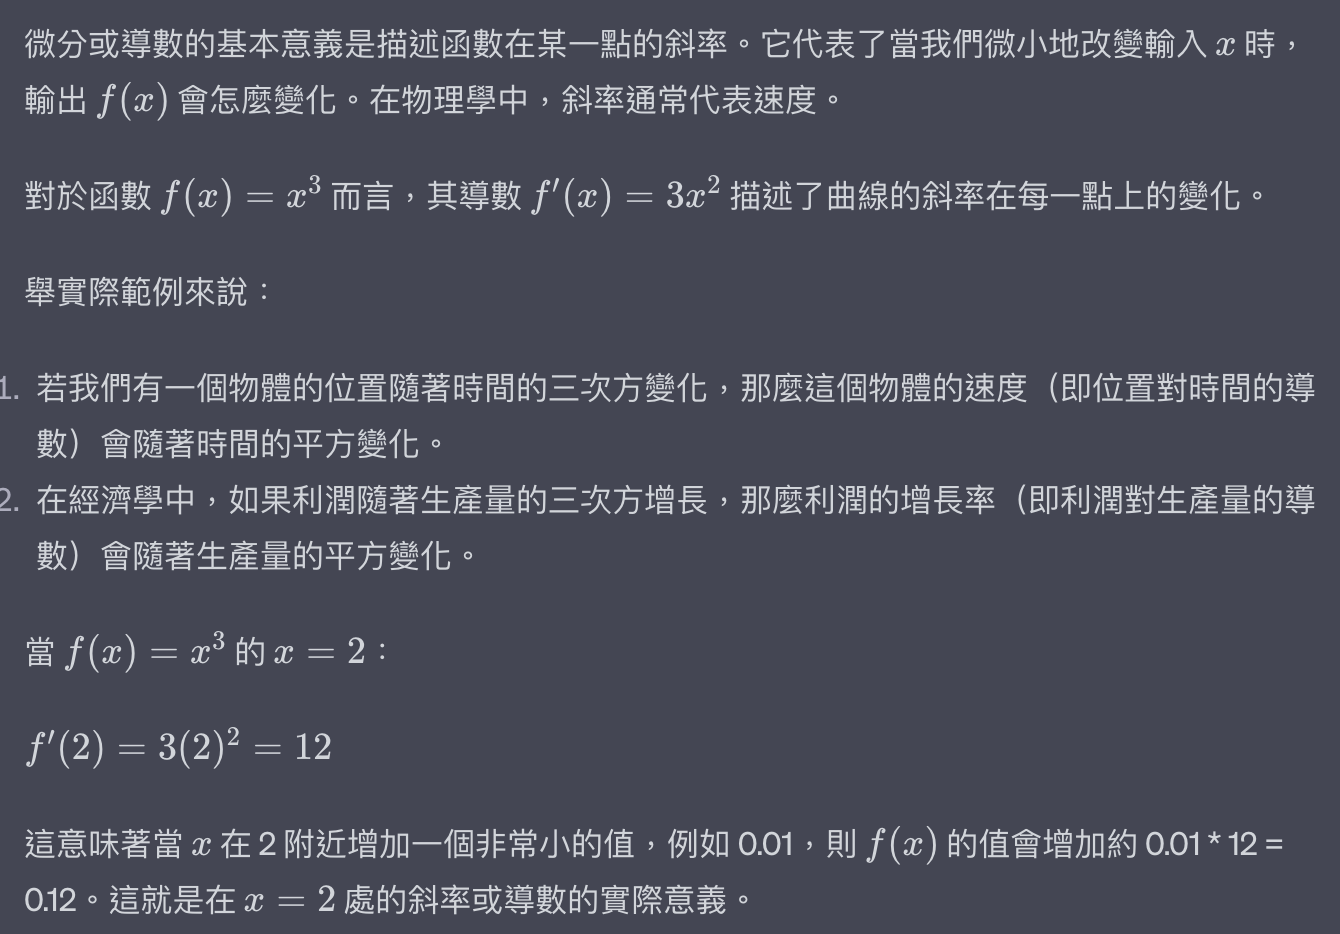 微分或導數的基本意義是描述函數在某一點的斜率。它代表了當我們微小地改變輸入 x 時，
輸出 f(x) 會怎麼變化。在物理學中，斜率通常代表速度。
對於函數 f(x) = x³ 而言，其導數 f′(x) = 3x² 描述了曲線的斜率在每一點上的變化。
舉實際範例來說：
1. 若我們有一個物體的位置隨著時間的三次方變化，那麼這個物體的速度（即位置對時間的導
數）會隨著時間的平方變化。
2. 在經濟學中，如果利潤隨著生產量的三次方增長，那麼利潤的增長率（即利潤對生產量的導
數）會隨著生產量的平方變化。
當 f(x) = x³ 的 x = 2：
f′(2) = 3(2)² = 12
這意味著當 x 在 2 附近增加一個非常小的值，例如 0.01，則 f(x) 的值會增加約 0.01 * 12 =
0.12。這就是在 x = 2 處的斜率或導數的實際意義。